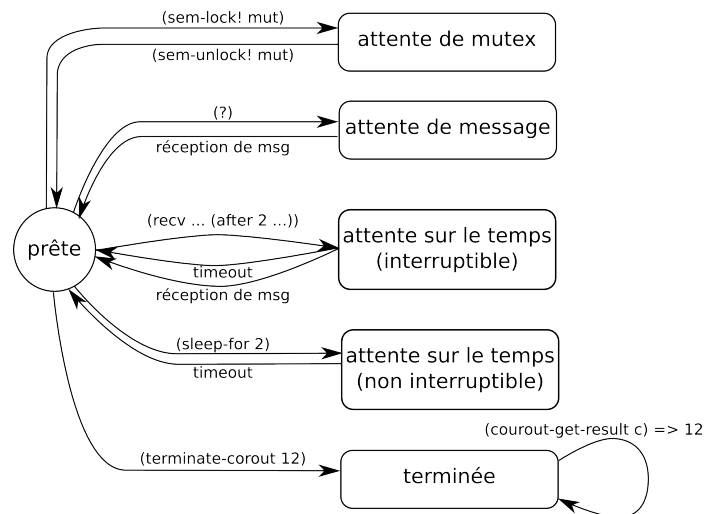 (sem-lock! mut)
attente de mutex
(sem-unlock! mut)
(?)
attente de message
réception de msg
(recv ... (after 2 ...))
attente sur le temps
(interruptible)
prête
timeout
réception de msg
(sleep-for 2)
attente sur le temps
timeout
(non interruptible)
(courout-get-result c) => 12
(terminate-corout 12)
terminée